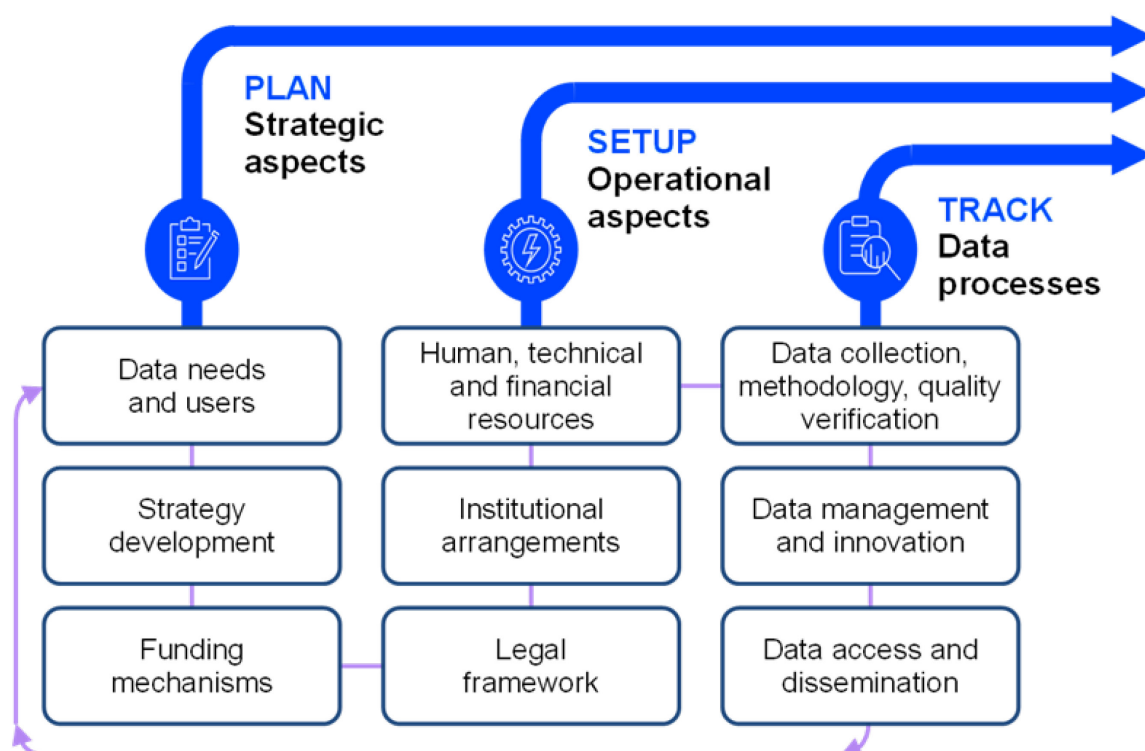 PLAN
Strategic
aspects
SETUP
Operational
aspects
TRACK
Data
processes
Data needs
and users
Strategy
development
Funding
mechanisms
Human, technical
and financial
resources
Institutional
arrangements
Legal
framework
Data collection,
methodology, quality
verification
Data management
and innovation
Data access and
dissemination